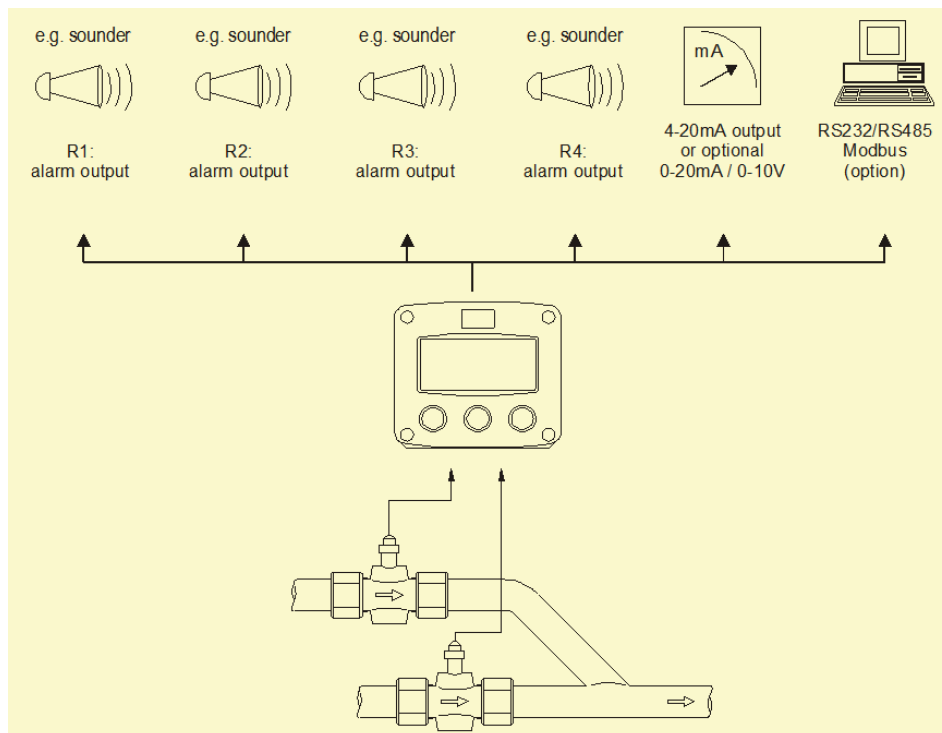 e.g. sounder
e.g. sounder
e.g. sounder
e.g. sounder
mA
R1:
alarm output
R2:
alarm output
R3:
alarm output
R4:
alarm output
4-20mA output
or optional
0-20mA / 0-10V
RS232/RS485
Modbus
(option)